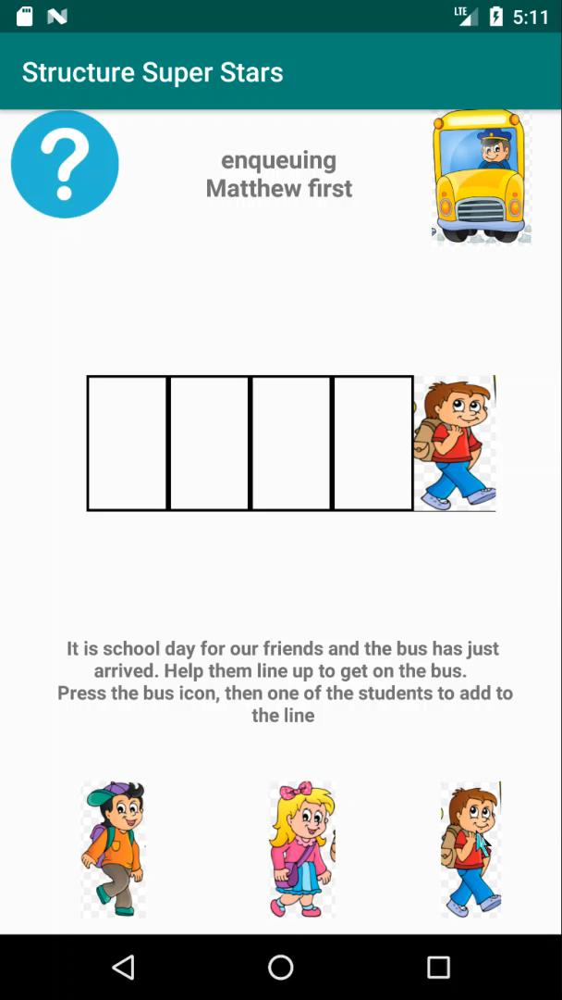 LTE
5:11
Structure Super Stars
?
enqueuing
Matthew first
It is school day for our friends and the bus has just
arrived. Help them line up to get on the bus.
Press the bus icon, then one of the students to add to
the line